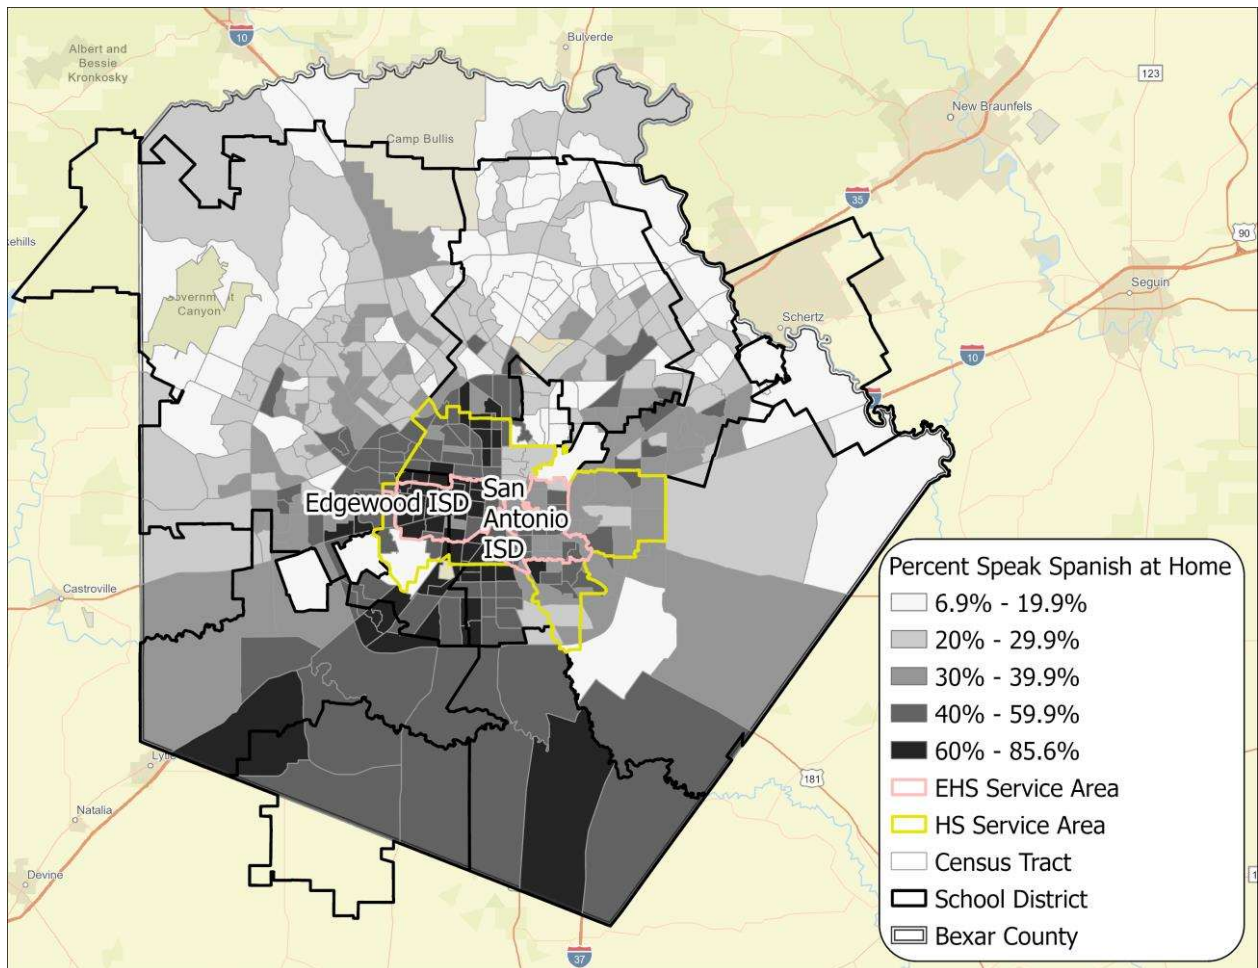 Albert and
Bessie
Kronkosky
10
Bulverde
123
New Braunfels
Camp Bullis
35
90
Seguin
Government
Canyon
Schertz
10
Edgewood ISD
San
Antonio
ISD
Castroville
181
Natalia
Devine
37
Percent Speak Spanish at Home
6.9% - 19.9%
20% - 29.9%
30% - 39.9%
40% - 59.9%
60% - 85.6%
EHS Service Area
HS Service Area
Census Tract
School District
Bexar County